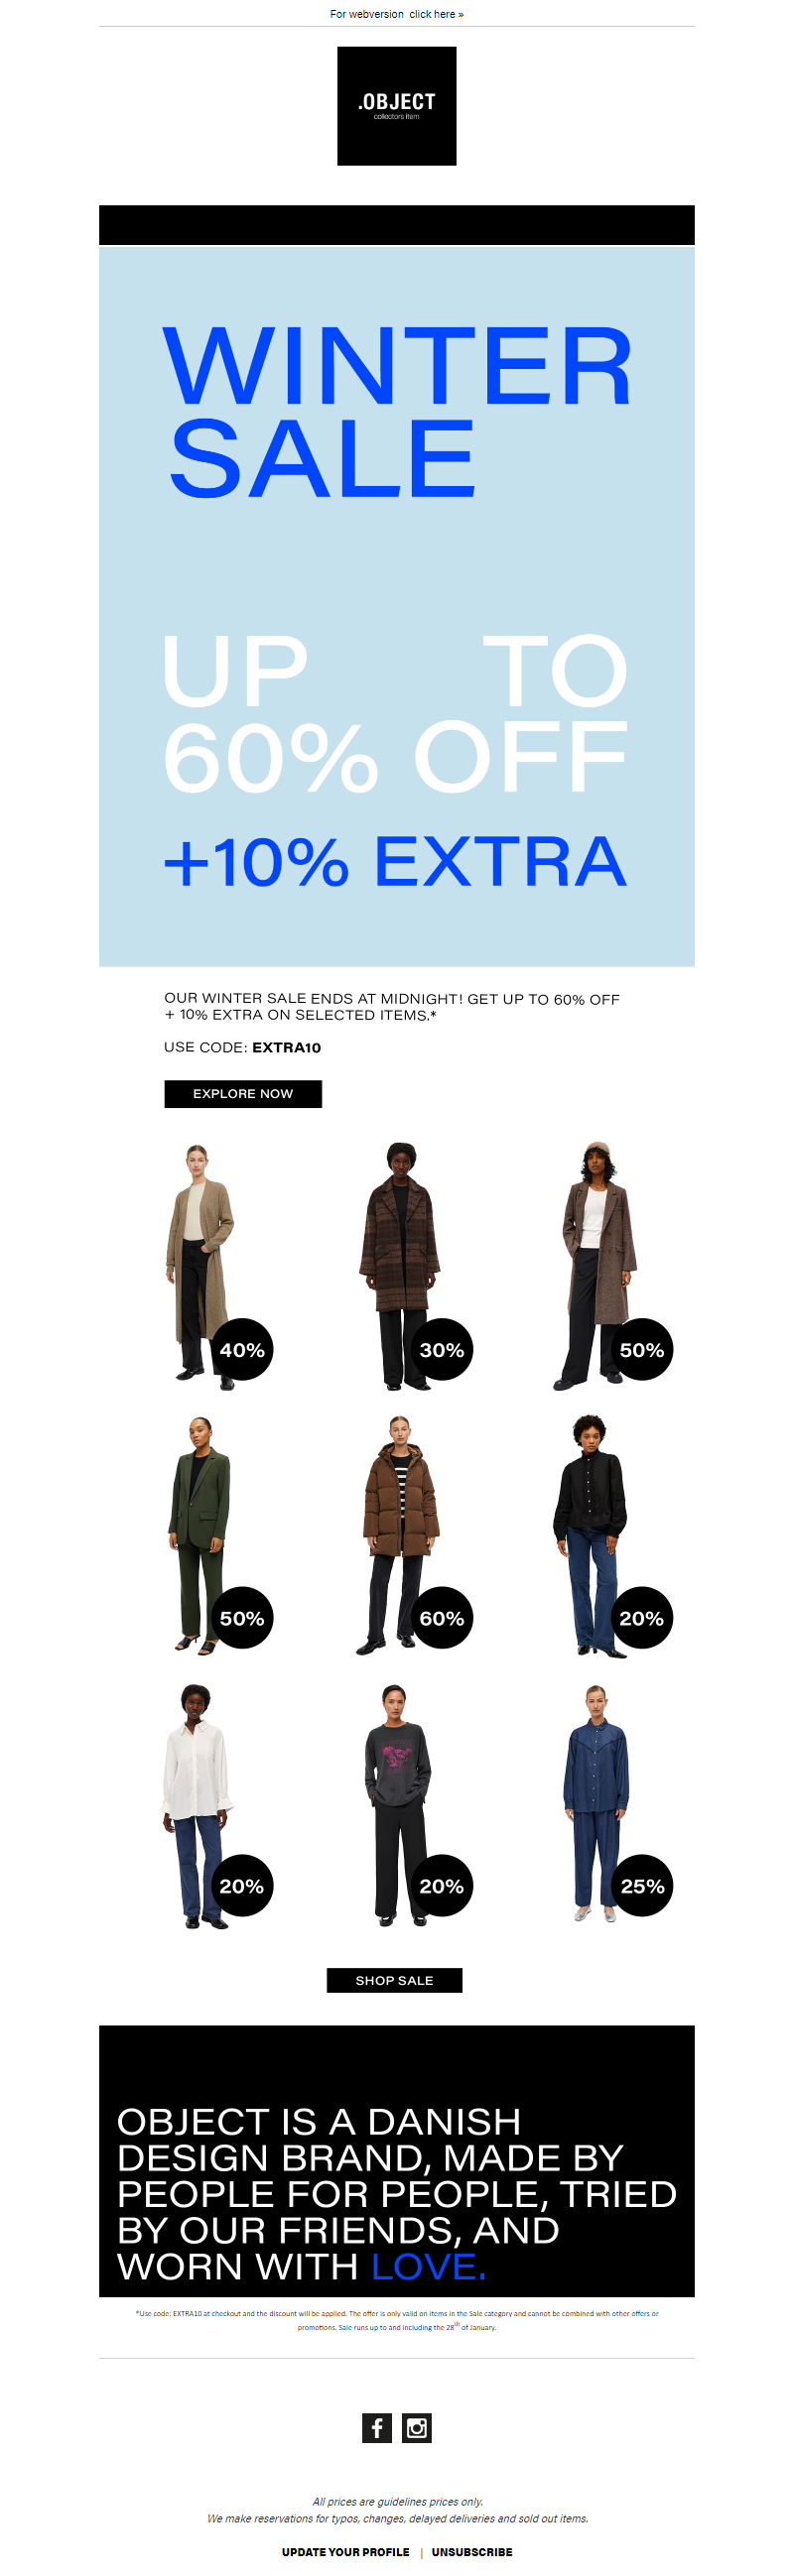 For webversion click here »
.OBJECT
collectors item
WINTER
SALE
UP TO
60% OFF
+10% EXTRA
OUR WINTER SALE ENDS AT MIDNIGHT! GET UP TO 60% OFF
+ 10% EXTRA ON SELECTED ITEMS.*
USE CODE: EXTRA10
EXPLORE NOW
40%
30%
50%
50%
60%
20%
20%
20%
25%
SHOP SALE
OBJECT IS A DANISH
DESIGN BRAND, MADE BY
PEOPLE FOR PEOPLE, TRIED
BY OUR FRIENDS, AND
WORN WITH LOVE.
*Use code: EXTRA10 at checkout and the discount will be applied. The offer is only valid on items in the Sale category and cannot be combined with other offers or
promotions. Sale runs up to and including the 28th of January.
All prices are guidelines prices only.
We make reservations for typos, changes, delayed deliveries and sold out items.
UPDATE YOUR PROFILE | UNSUBSCRIBE